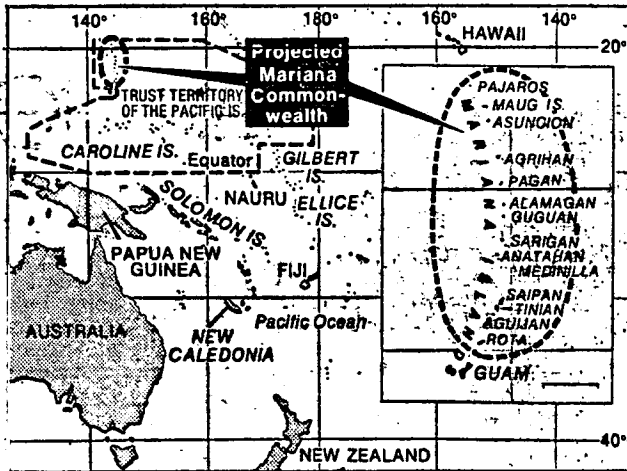 140° 160° 180° 160° 140°
HAWAII
20°
Projected
Mariana
Common-
wealth
TRUST TERRITORY
OF THE PACIFIC IS.
CAROLINE IS.
Equator
GILBERT
IS.
NAURU
ELLICE
IS.
SOLOMON IS.
PAPUA NEW
GUINEA
FIJI
AUSTRALIA
NEW
CALEDONIA
Pacific Ocean
NEW ZEALAND
40°
MARIANA ISLANDS
PAJAROS
MAUG IS.
ASUNCION
AGRIHAN
PAGAN
ALAMAGAN
GUGUAN
SARIGAN
ANATAHAN
MEDINILLA
SAIPAN
TINIAN
AGUIJAN
ROTA
GUAM